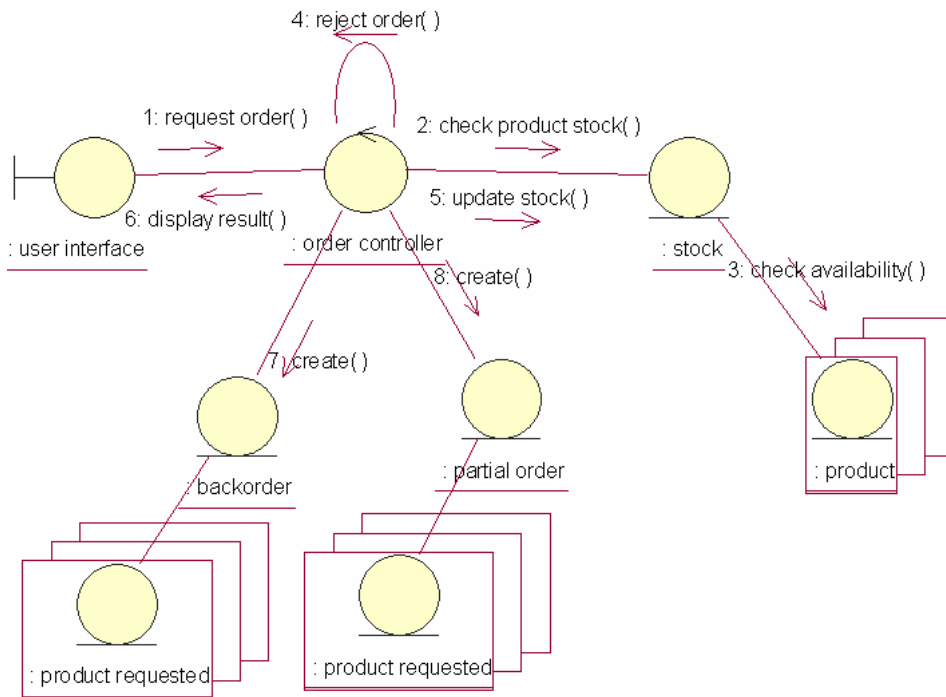 4: reject order( )
1: request order( )
2: check product stock( )
6: display result( )
5: update stock( )
: user interface
: order controller
: stock
8: create( )
3: check availability( )
7: create( )
: backorder
: partial order
: product
: product requested
: product requested